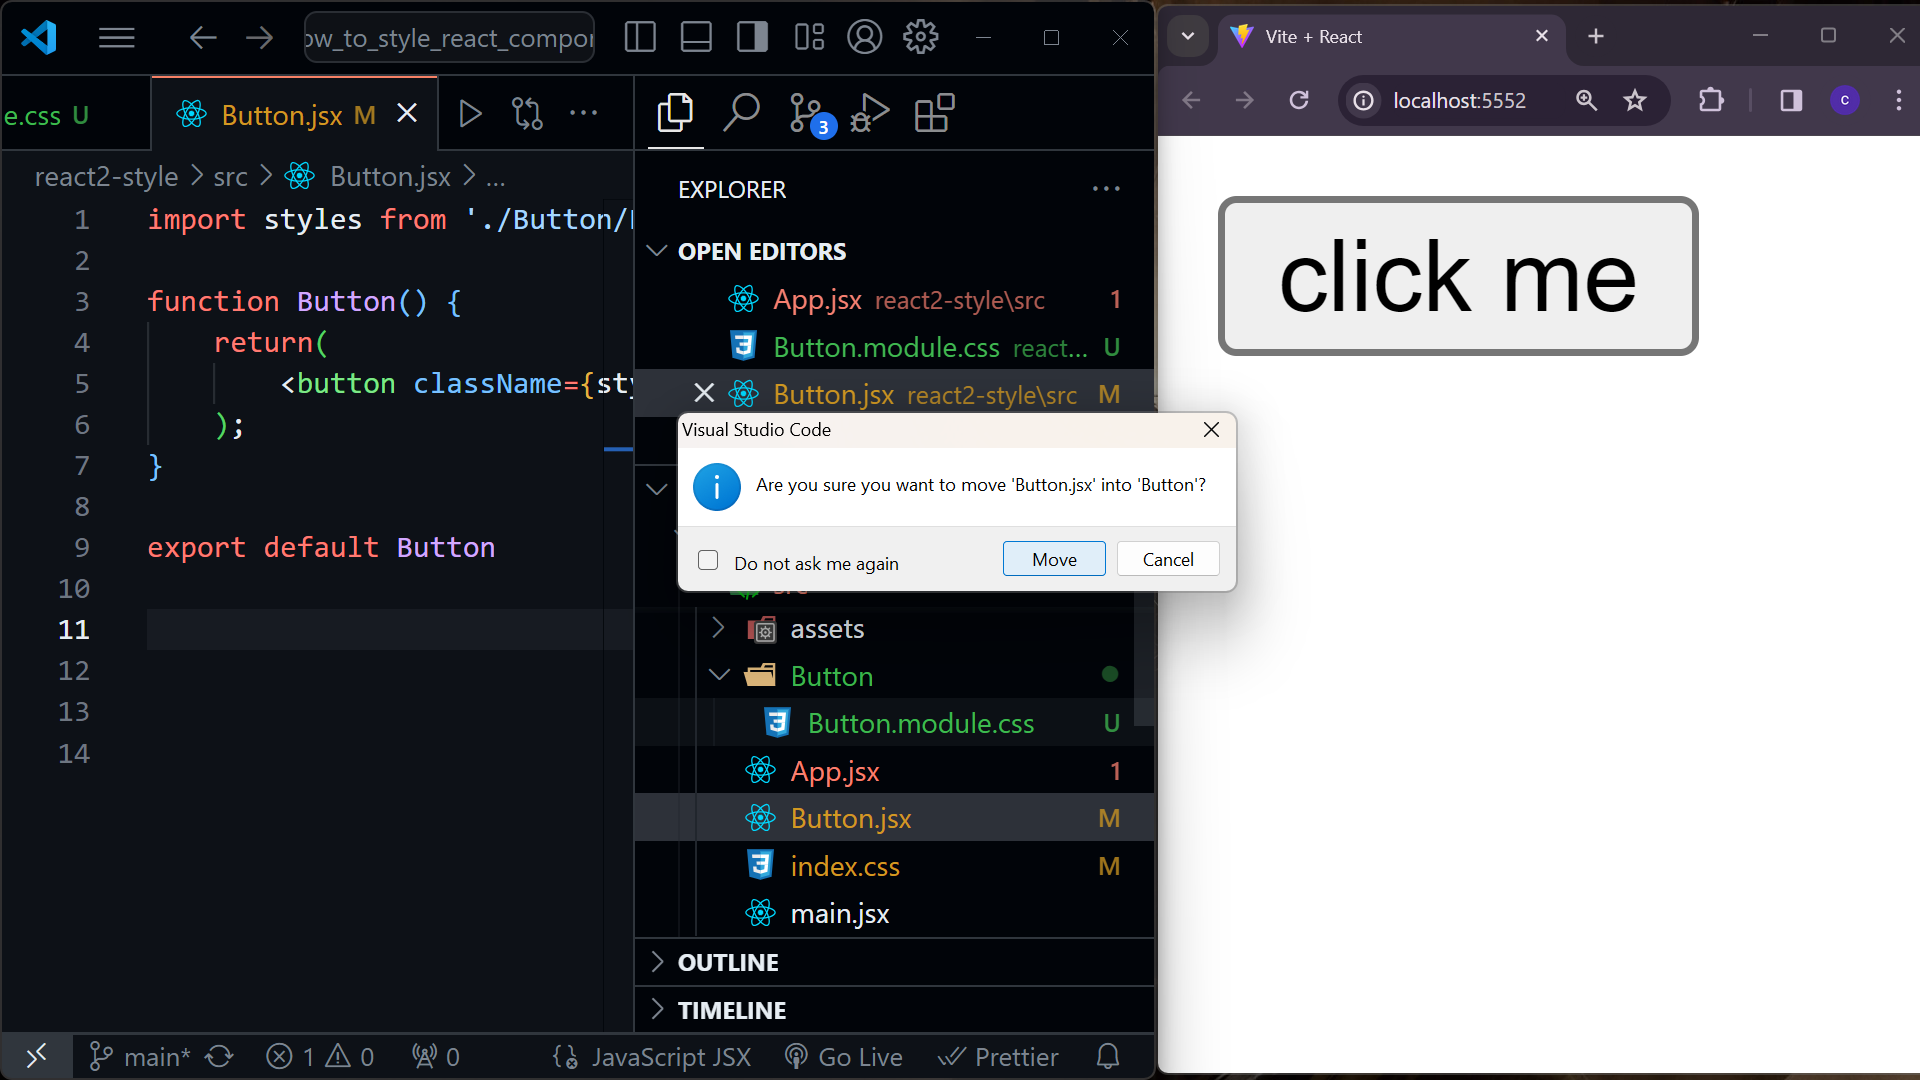 ow_to_style_react_compon
e.css U
Button.jsx M
react2-style > src > Button.jsx > ...
1 import styles from './Button/
2
3 function Button() {
4 return(
5 <button className={sty
6 );
7 }
8
9 export default Button
10
11
12
13
14
3
EXPLORER
OPEN EDITORS
App.jsx react2-style\src 1
Button.module.css react... U
Button.jsx react2-style\src M
Visual Studio Code
Are you sure you want to move 'Button.jsx' into 'Button'?
Do not ask me again
Move
Cancel
src
assets
Button
Button.module.css U
App.jsx 1
Button.jsx M
index.css M
main.jsx
OUTLINE
TIMELINE
main* 1 0 0 JavaScript JSX Go Live Prettier
Vite + React
localhost:5552
c
click me